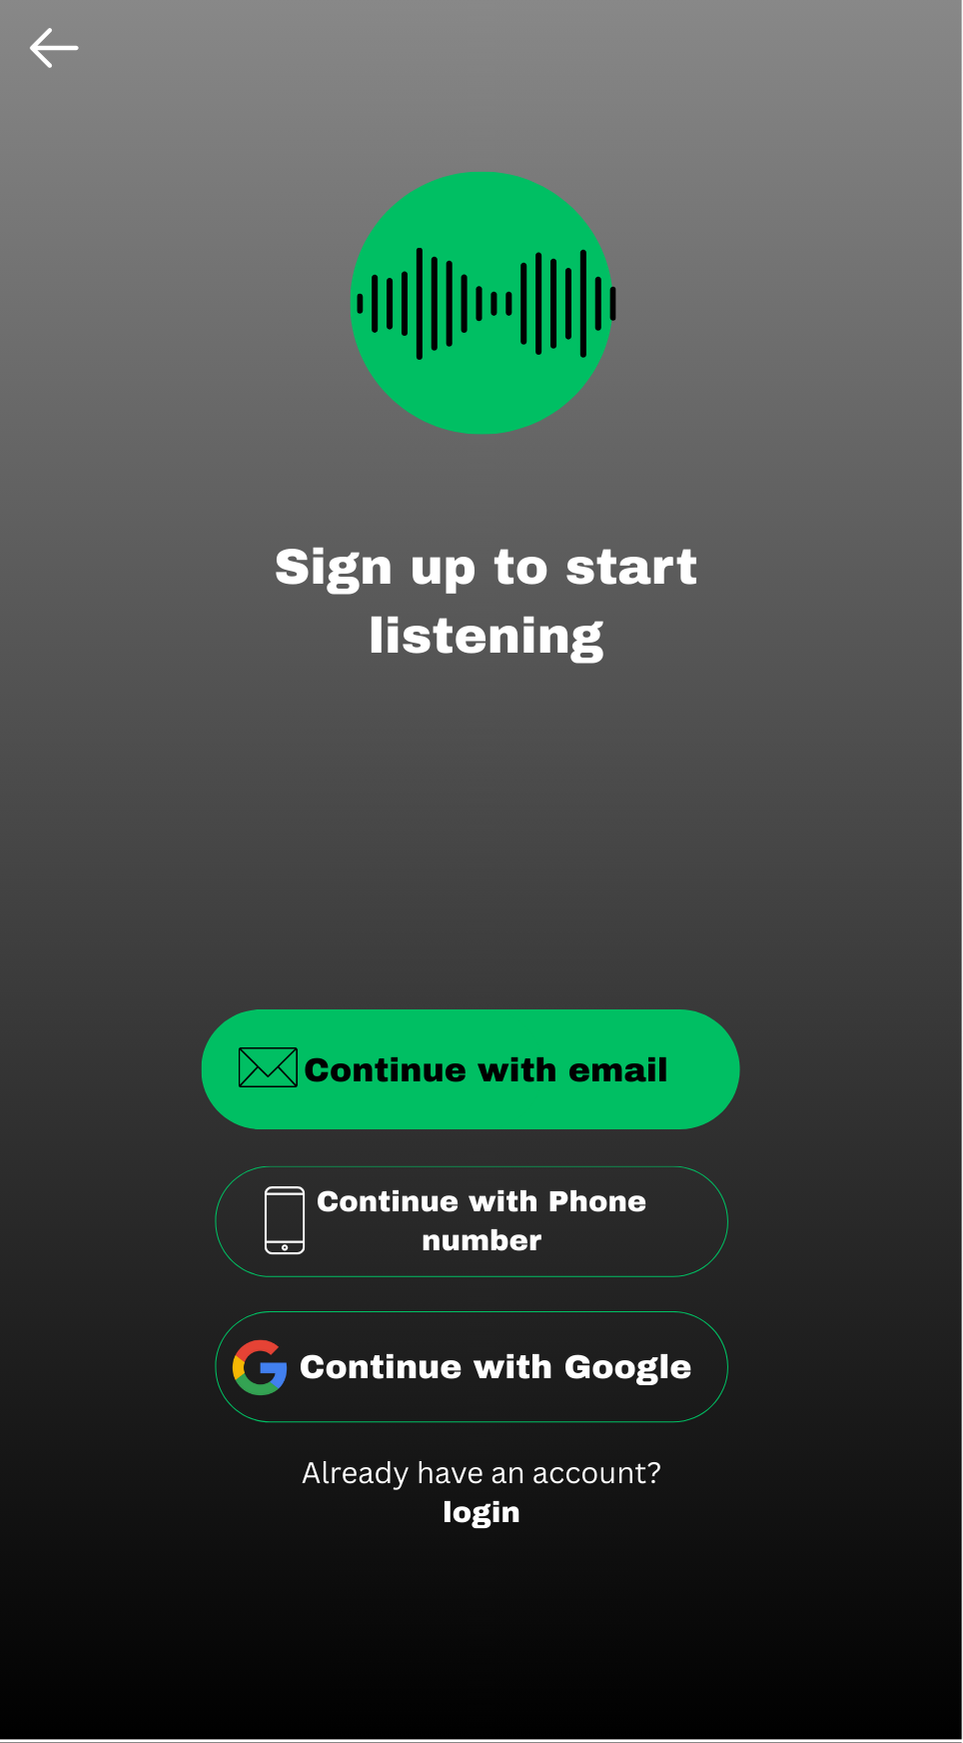 Sign up to start
listening
Continue with email
Continue with Phone
number
Continue with Google
Already have an account?
login